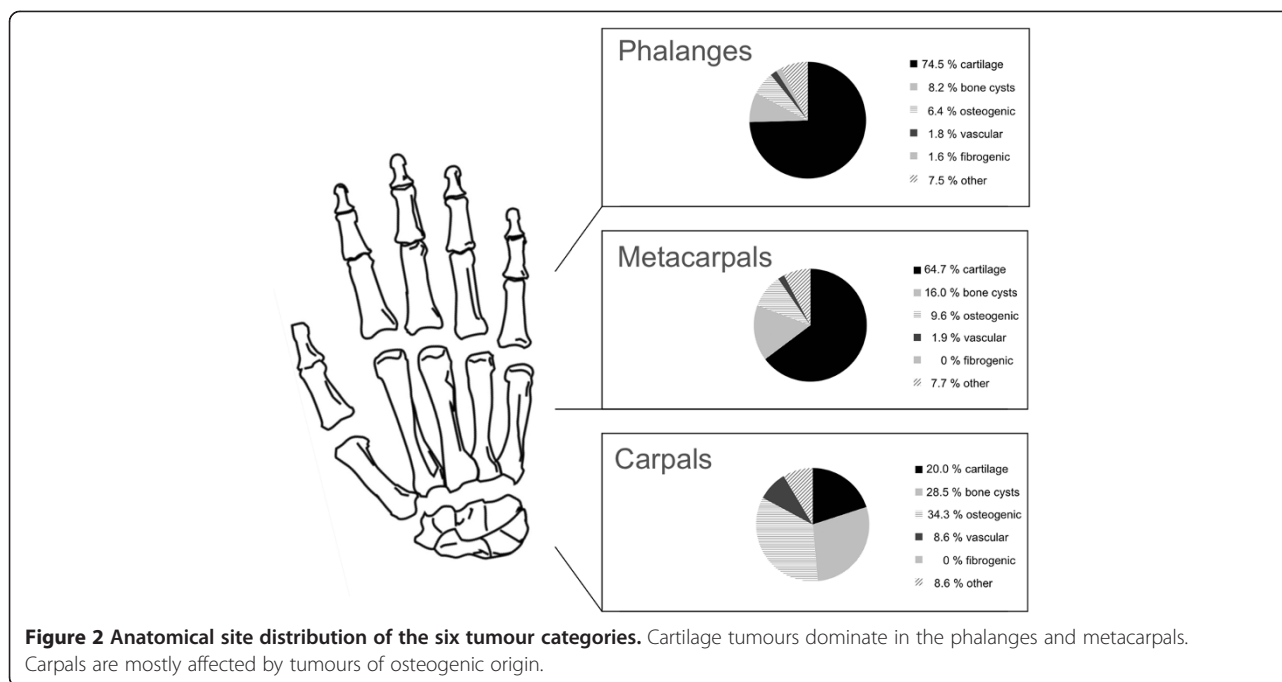 Phalanges
74.5 % cartilage
8.2 % bone cysts
6.4 % osteogenic
1.8 % vascular
1.6 % fibrogenic
7.5 % other
Metacarpals
64.7 % cartilage
16.0 % bone cysts
9.6 % osteogenic
1.9 % vascular
0 % fibrogenic
7.7 % other
Carpals
20.0 % cartilage
28.5 % bone cysts
34.3 % osteogenic
8.6 % vascular
0 % fibrogenic
8.6 % other
Figure 2 Anatomical site distribution of the six tumour categories. Cartilage tumours dominate in the phalanges and metacarpals.
Carpals are mostly affected by tumours of osteogenic origin.